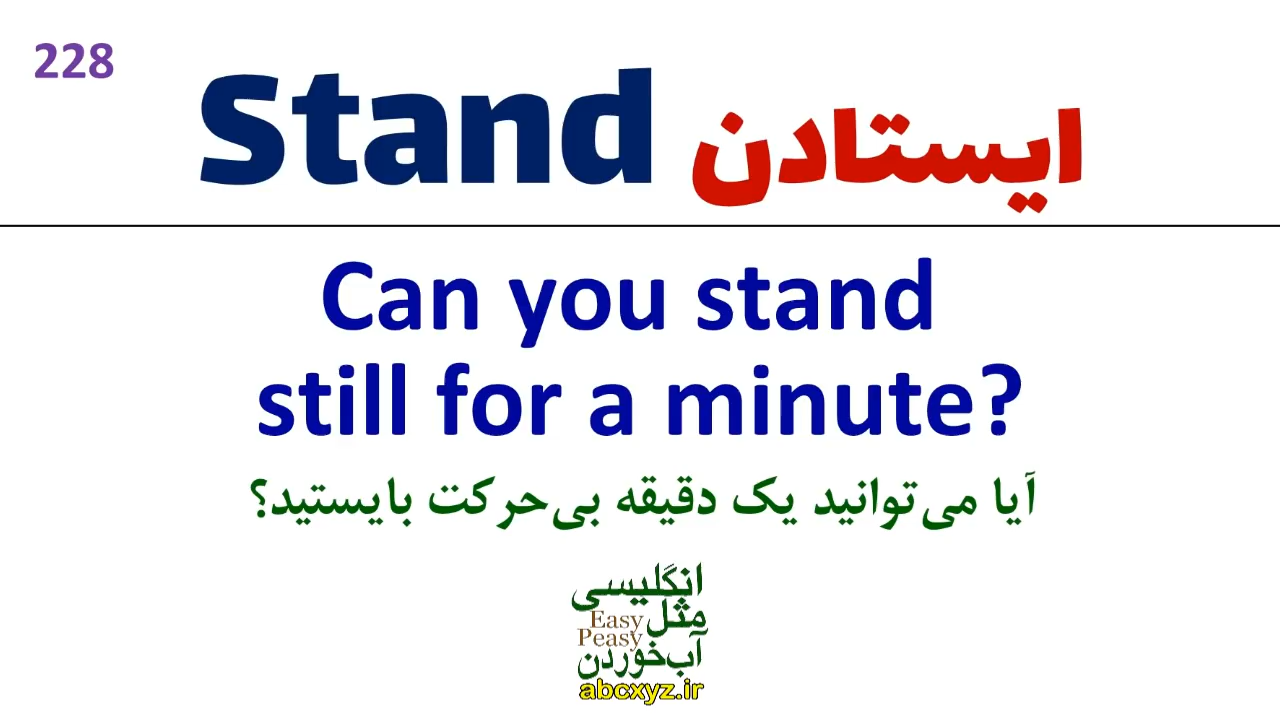 228
Stand ایستادن
Can you stand
still for a minute?
آیا می‌توانید یک دقیقه بی‌حرکت بایستید؟
انگلیسی
مثل
Easy
Peasy
آب‌خوردن
abcxyz.ir